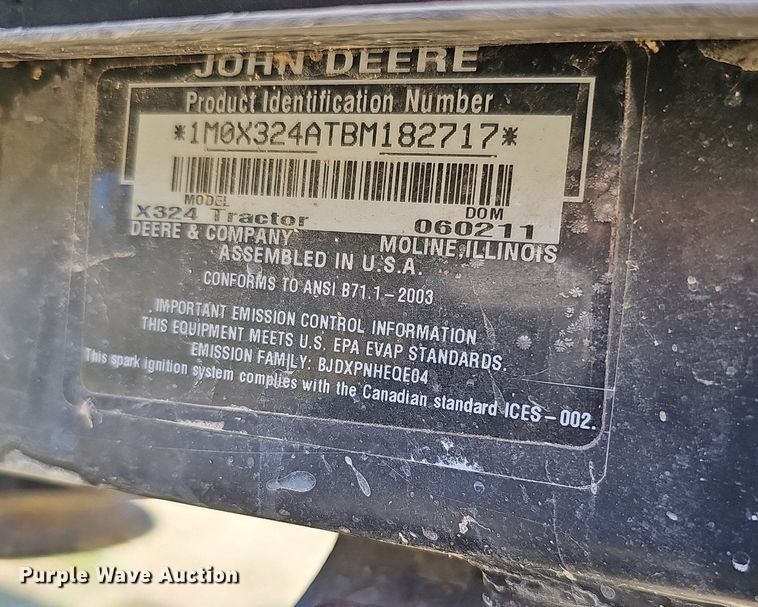 JOHN DEERE
Product Identification Number
*1M0X324ATBM182717*
MODEL DOM
X324 Tractor 060211
DEERE & COMPANY MOLINE, ILLINOIS
ASSEMBLED IN U.S.A.
CONFORMS TO ANSI B71.1-2003
IMPORTANT EMISSION CONTROL INFORMATION
THIS EQUIPMENT MEETS U.S. EPA EVAP STANDARDS.
EMISSION FAMILY: BJDXPNHEQE04
This spark ignition system complies with the Canadian standard ICES-002.
Purple Wave Auction